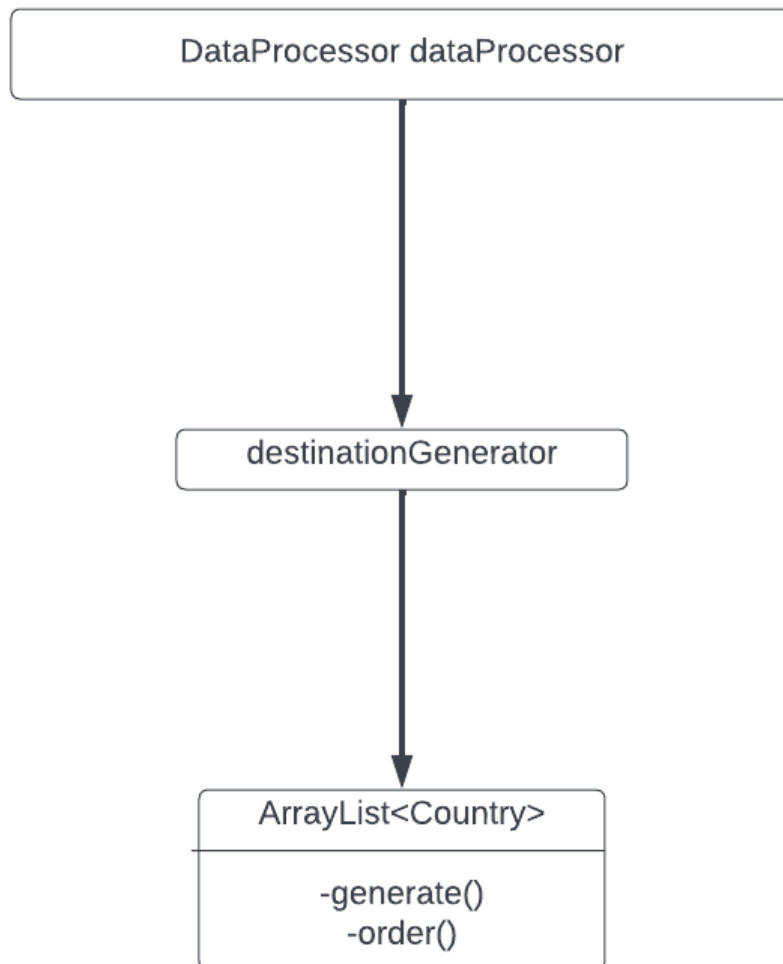 DataProcessor dataProcessor
destinationGenerator
ArrayList<Country>
-generate()
-order()